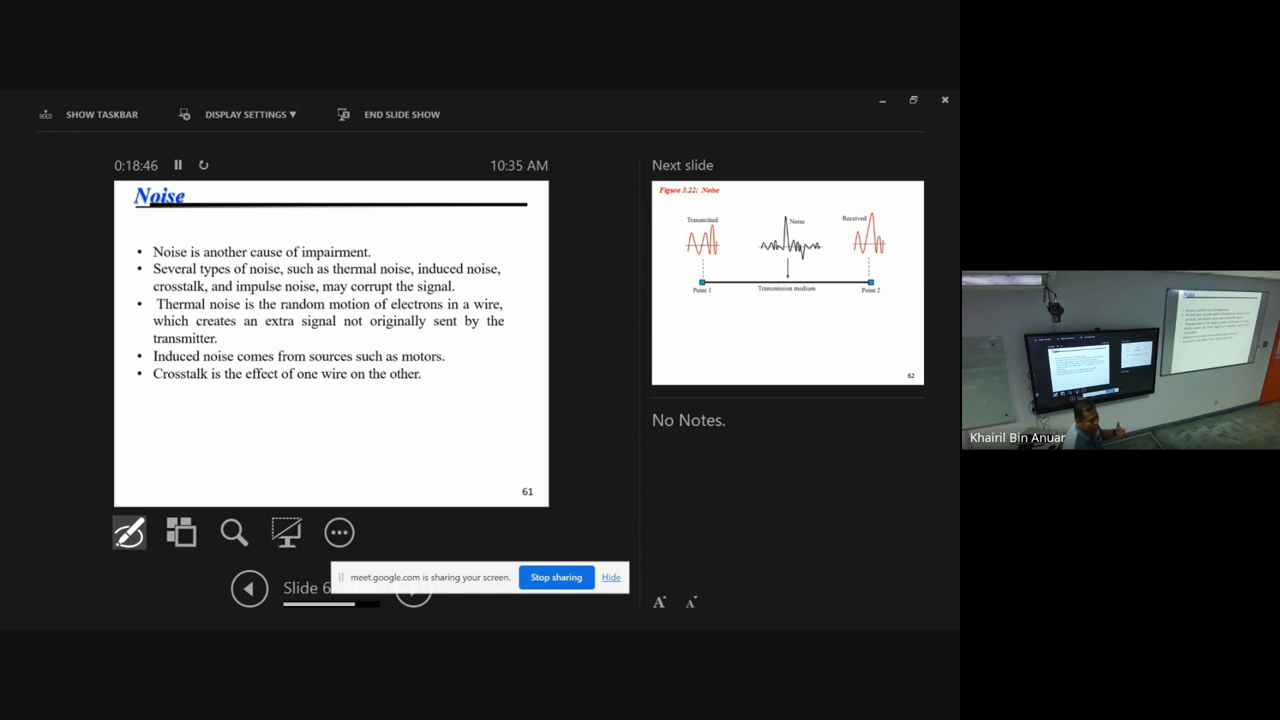 SHOW TASKBAR
DISPLAY SETTINGS ▼
END SLIDE SHOW
0:18:46
10:35 AM
Noise
• Noise is another cause of impairment.
• Several types of noise, such as thermal noise, induced noise,
crosstalk, and impulse noise, may corrupt the signal.
• Thermal noise is the random motion of electrons in a wire,
which creates an extra signal not originally sent by the
transmitter.
• Induced noise comes from sources such as motors.
• Crosstalk is the effect of one wire on the other.
61
Slide 6
meet.google.com is sharing your screen.
Stop sharing
Hide
Next slide
Figure 3.22: Noise
Transmitted
Noise
Received
Point 1
Transmission medium
Point 2
62
No Notes.
A
A
Khairil Bin Anuar